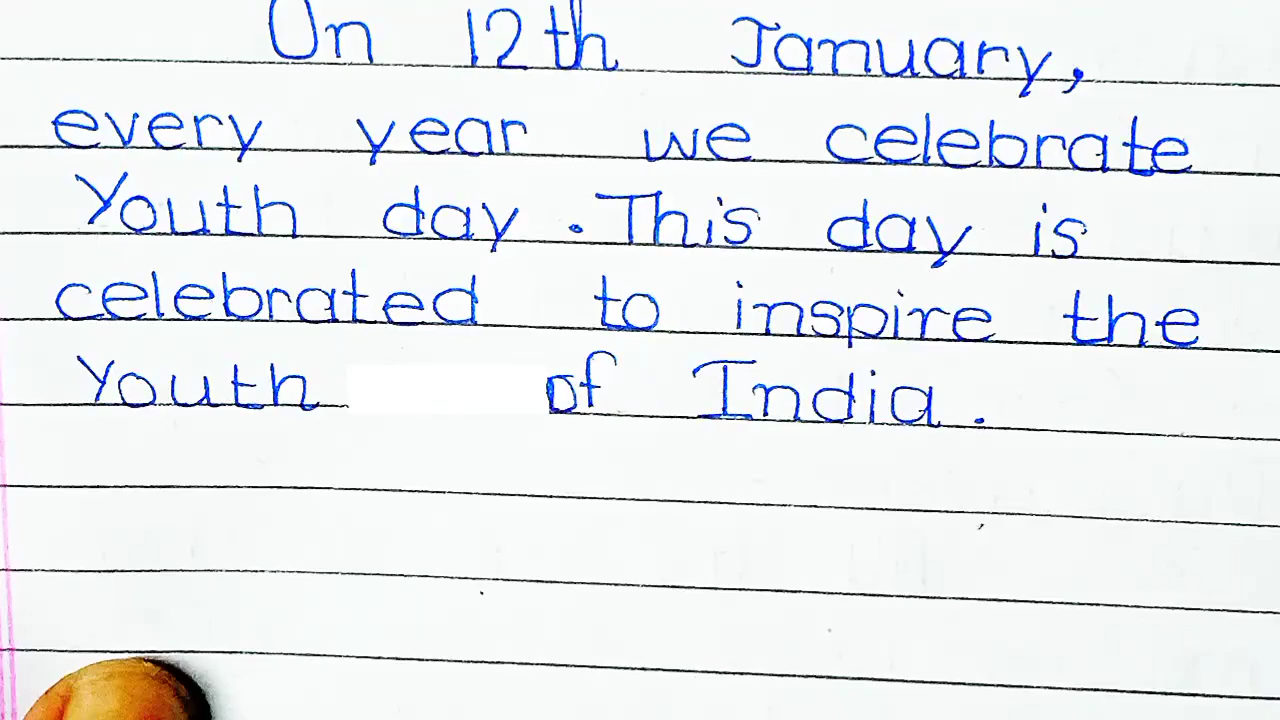 On 12th January,
every year we celebrate
Youth day. This day is
celebrated to inspire the
Youth of India.